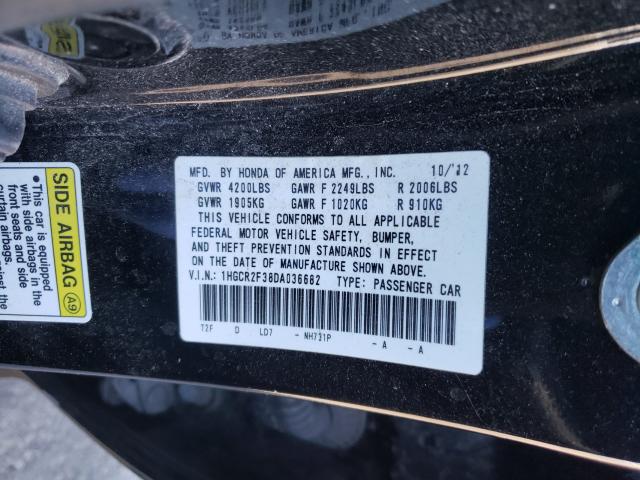 MFD. BY HONDA OF AMERICA MFG., INC. 10/'12
GVWR 4200LBS GAWR F 2249LBS R 2006LBS
GVWR 1905KG GAWR F 1020KG R 910KG
THIS VEHICLE CONFORMS TO ALL APPLICABLE
FEDERAL MOTOR VEHICLE SAFETY, BUMPER,
AND THEFT PREVENTION STANDARDS IN EFFECT
ON THE DATE OF MANUFACTURE SHOWN ABOVE.
V.I.N.: 1HGCR2F38DA036682 TYPE: PASSENGER CAR
T2F D LD7 - NH731P - A - A
SIDE AIRBAG A9
•This car is equipped
with side airbags in the
front seats and side
curtain airbags.